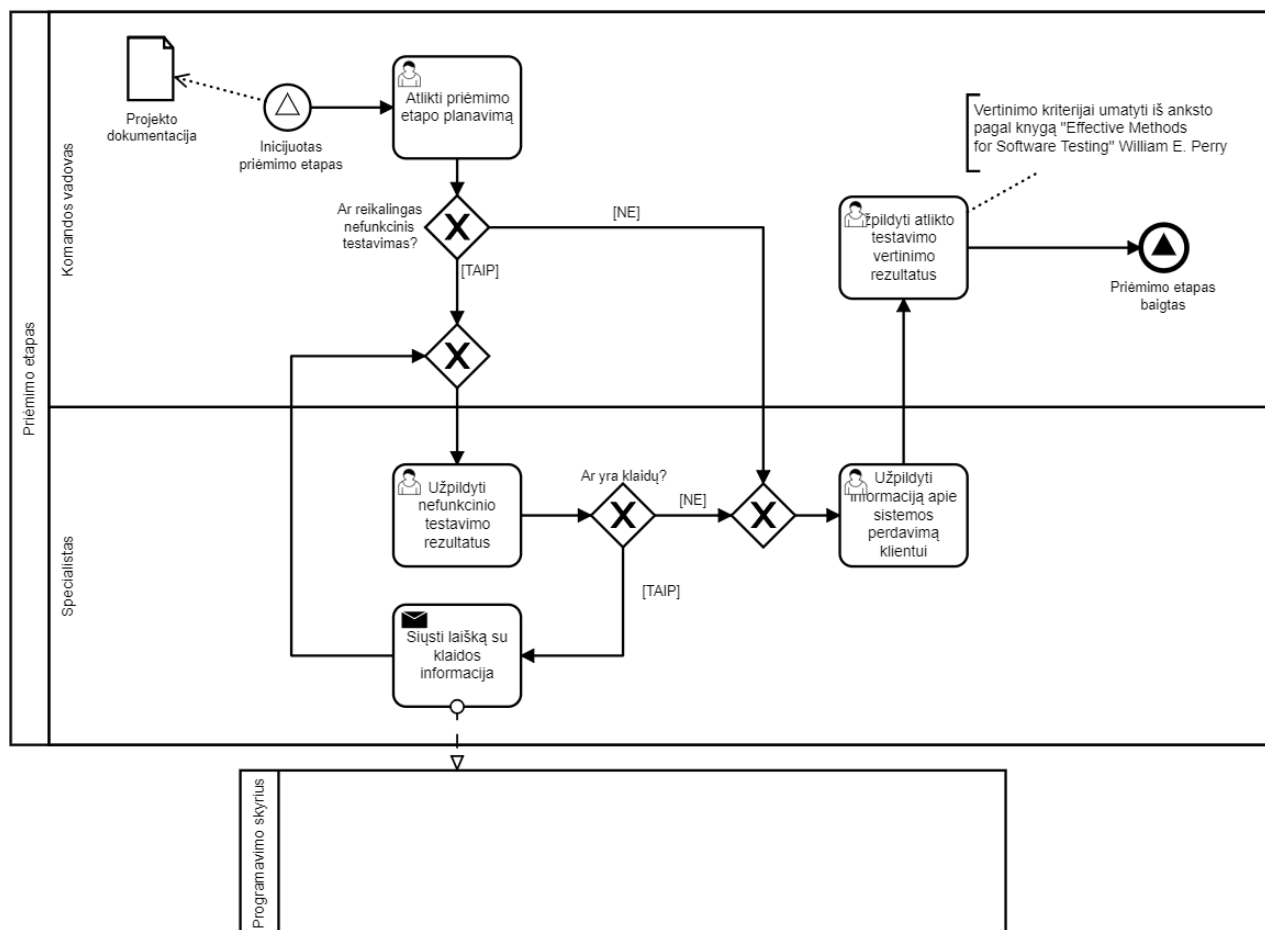 Priėmimo etapas
Komandos vadovas
Projekto
dokumentacija
Inicijuotas
priėmimo etapas
Atlikti priėmimo
etapo planavimą
Ar reikalingas
nefunkcinis
testavimas?
[NE]
[TAIP]
Vertinimo kriterijai umatyti iš anksto
pagal knygą "Effective Methods
for Software Testing" William E. Perry
Užpildyti atlikto
testavimo
vertinimo
rezultatus
Priėmimo etapas
baigtas
Specialistas
Užpildyti
nefunkcinio
testavimo
rezultatus
Ar yra klaidų?
[NE]
[TAIP]
Užpildyti
informaciją apie
sistemos
perdavimą
klientui
Siųsti laišką su
klaidos
informacija
Programavimo skyrius